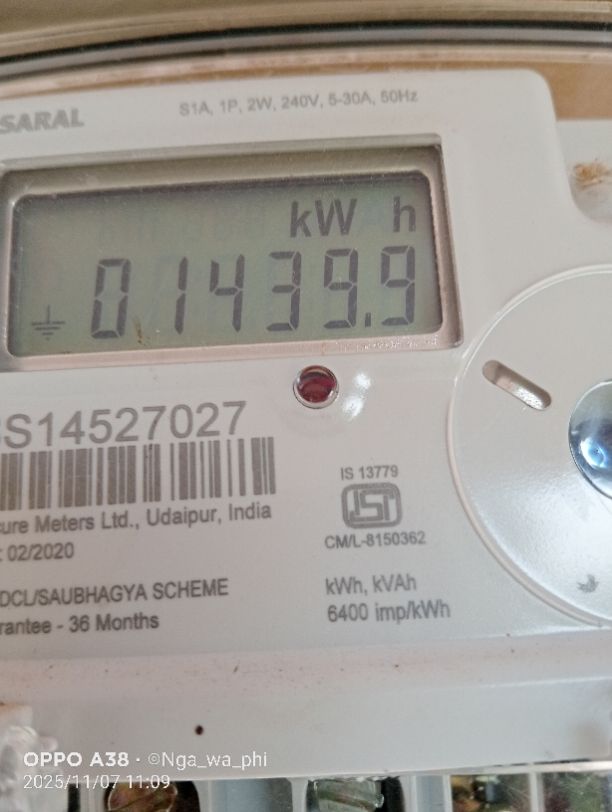 SARAL
S1A, 1P, 2W, 240V, 5-30A, 50Hz
kW h
01439.9
S14527027
IS 13779
ISI
CM/L-8150362
ure Meters Ltd., Udaipur, India
: 02/2020
DCL/SAUBHAGYA SCHEME
rantee - 36 Months
kWh, kVAh
6400 imp/kWh
OPPO A38 · ©Nga_wa_phi
2025/11/07 11:09